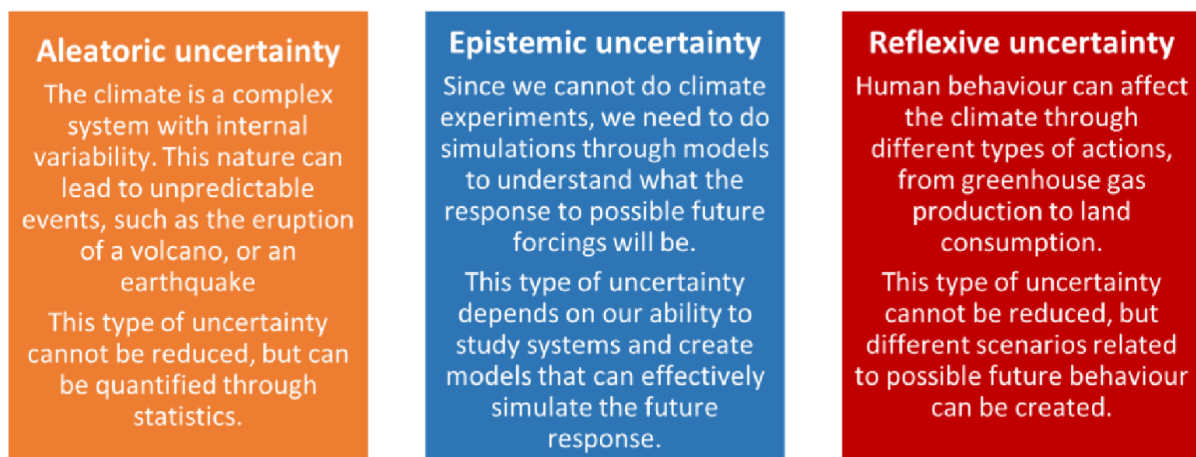 Aleatoric uncertainty
The climate is a complex
system with internal
variability. This nature can
lead to unpredictable
events, such as the eruption
of a volcano, or an
earthquake
This type of uncertainty
cannot be reduced, but can
be quantified through
statistics.
Epistemic uncertainty
Since we cannot do climate
experiments, we need to do
simulations through models
to understand what the
response to possible future
forcings will be.
This type of uncertainty
depends on our ability to
study systems and create
models that can effectively
simulate the future
response.
Reflexive uncertainty
Human behaviour can affect
the climate through
different types of actions,
from greenhouse gas
production to land
consumption.
This type of uncertainty
cannot be reduced, but
different scenarios related
to possible future behaviour
can be created.